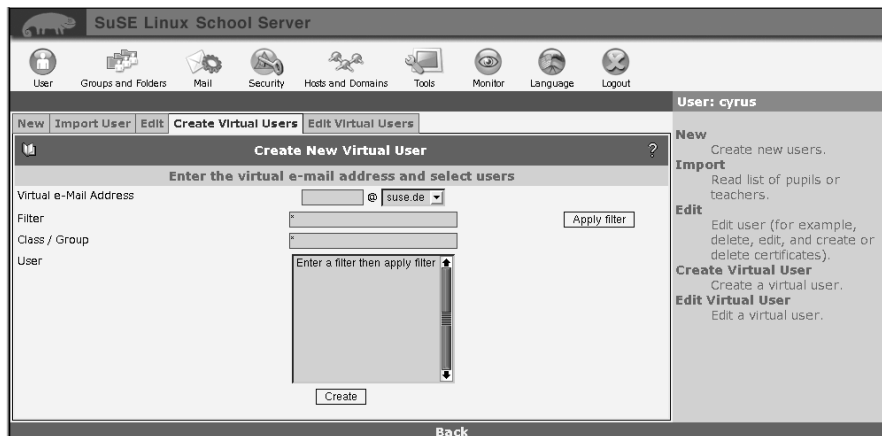 SuSE Linux School Server
User Groups and Folders Mail Security Hosts and Domains Tools Monitor Language Logout
User: cyrus
New Import User Edit Create Virtual Users Edit Virtual Users
Create New Virtual User ?
Enter the virtual e-mail address and select users
Virtual e-Mail Address @ suse.de
Filter * Apply filter
Class / Group *
User Enter a filter then apply filter
Create
New
Create new users.
Import
Read list of pupils or
teachers.
Edit
Edit user (for example,
delete, edit, and create or
delete certificates).
Create Virtual User
Create a virtual user.
Edit Virtual User
Edit a virtual user.
Back